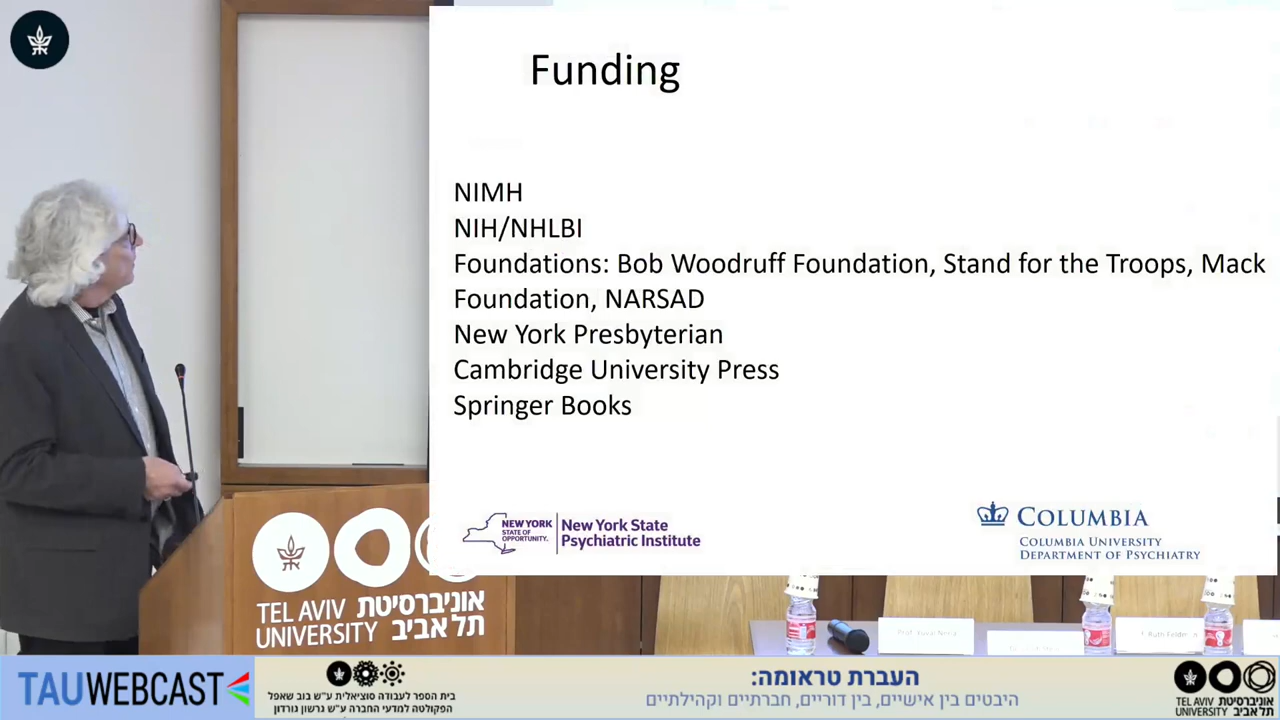 Funding
NIMH
NIH/NHLBI
Foundations: Bob Woodruff Foundation, Stand for the Troops, Mack
Foundation, NARSAD
New York Presbyterian
Cambridge University Press
Springer Books
NEW YORK
STATE OF
OPPORTUNITY.
New York State
Psychiatric Institute
COLUMBIA
COLUMBIA UNIVERSITY
DEPARTMENT OF PSYCHIATRY
TEL AVIV אוניברסיטת
UNIVERSITY תל אביב
Prof. Yuval Neria
TAUWEBCAST
בית הספר לעבודה סוציאלית ע"ש בוב שאפל
הפקולטה למדעי החברה ע"ש גרשון גורדון
העברת טראומה:
היבטים בין אישיים, בין דוריים, חברתיים וקהילתיים
TEL AVIV אוניברסיטת
UNIVERSITY תל אביב